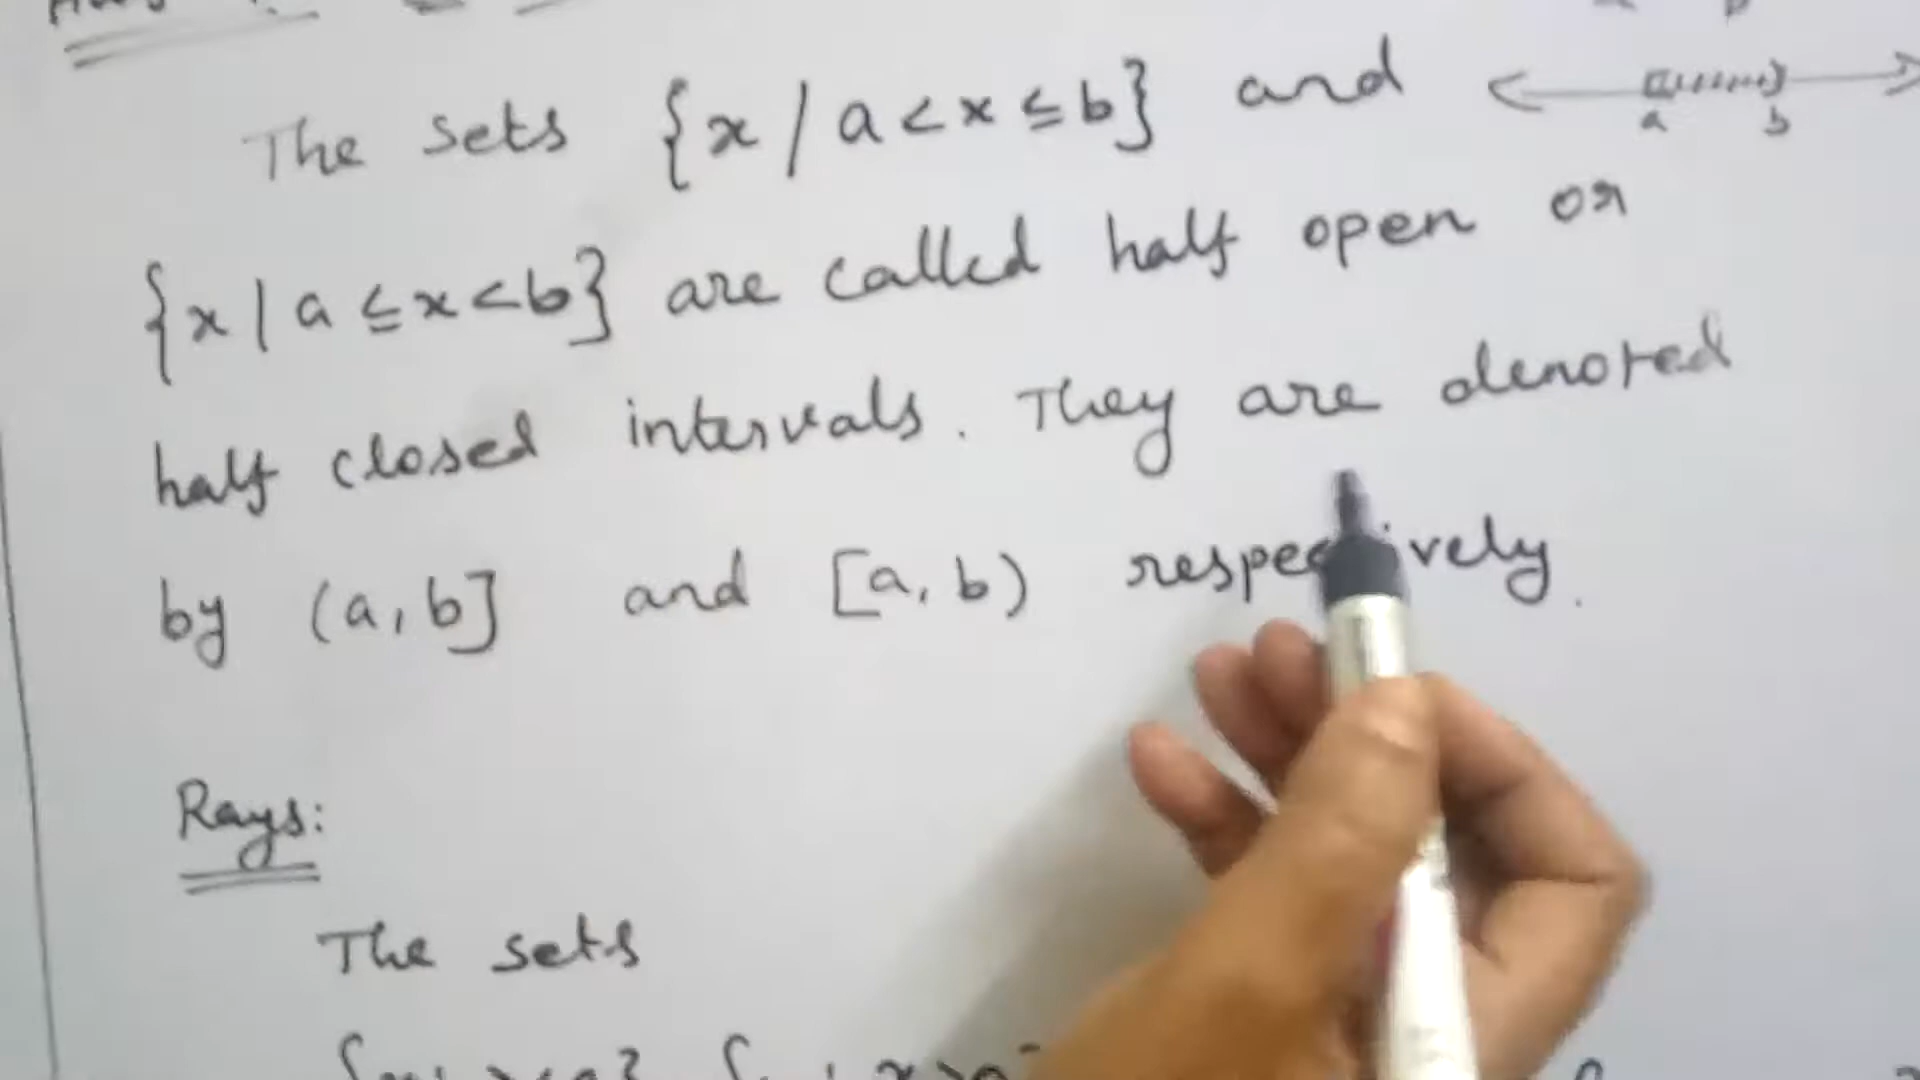 The sets {x / a < x ≤ b} and
a b
{x | a ≤ x < b} are called half open or
half closed intervals. They are denoted
by (a, b] and [a, b) respectively.
Rays:
The sets